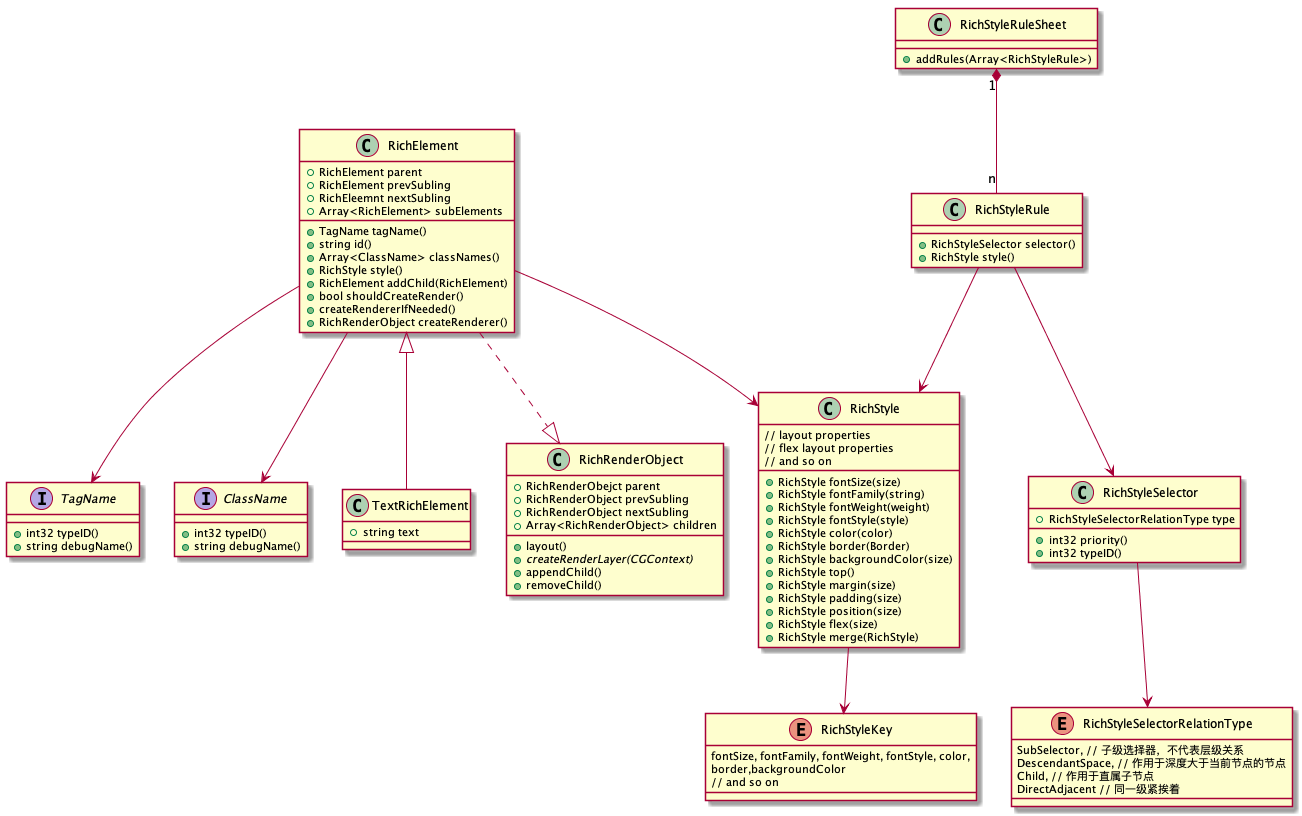 C RichStyleRuleSheet
addRules(Array<RichStyleRule>)
1
n
C RichElement
RichElement parent
RichElement prevSubling
RichEleemnt nextSubling
Array<RichElement> subElements
TagName tagName()
string id()
Array<ClassName> classNames()
RichStyle style()
RichElement addChild(RichElement)
bool shouldCreateRender()
createRendererIfNeeded()
RichRenderObject createRenderer()
C RichStyleRule
RichStyleSelector selector()
RichStyle style()
I TagName
int32 typeID()
string debugName()
I ClassName
int32 typeID()
string debugName()
C TextRichElement
string text
C RichRenderObject
RichRenderObejct parent
RichRenderObject prevSubling
RichRenderObject nextSubling
Array<RichRenderObject> children
layout()
createRenderLayer(CGContext)
appendChild()
removeChild()
C RichStyle
// layout properties
// flex layout properties
// and so on
RichStyle fontSize(size)
RichStyle fontFamily(string)
RichStyle fontWeight(weight)
RichStyle fontStyle(style)
RichStyle color(color)
RichStyle border(Border)
RichStyle backgroundColor(size)
RichStyle top()
RichStyle margin(size)
RichStyle padding(size)
RichStyle position(size)
RichStyle flex(size)
RichStyle merge(RichStyle)
C RichStyleSelector
RichStyleSelectorRelationType type
int32 priority()
int32 typeID()
E RichStyleKey
fontSize, fontFamily, fontWeight, fontStyle, color,
border,backgroundColor
// and so on
E RichStyleSelectorRelationType
SubSelector, // 子级选择器，不代表层级关系
DescendantSpace, // 作用于深度大于当前节点的节点
Child, // 作用于直属子节点
DirectAdjacent // 同一级紧挨着